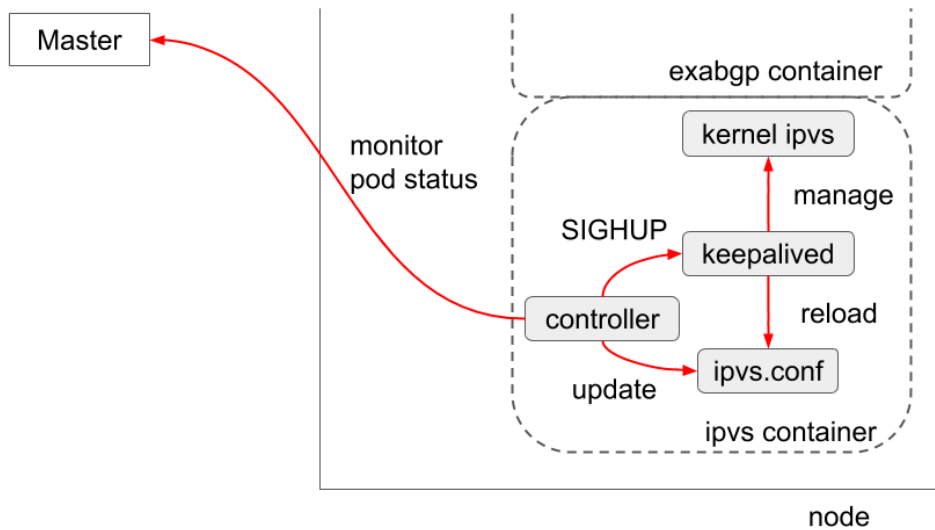 Master
exabgp container
kernel ipvs
monitor
pod status
manage
SIGHUP
keepalived
controller
reload
update
ipvs.conf
ipvs container
node